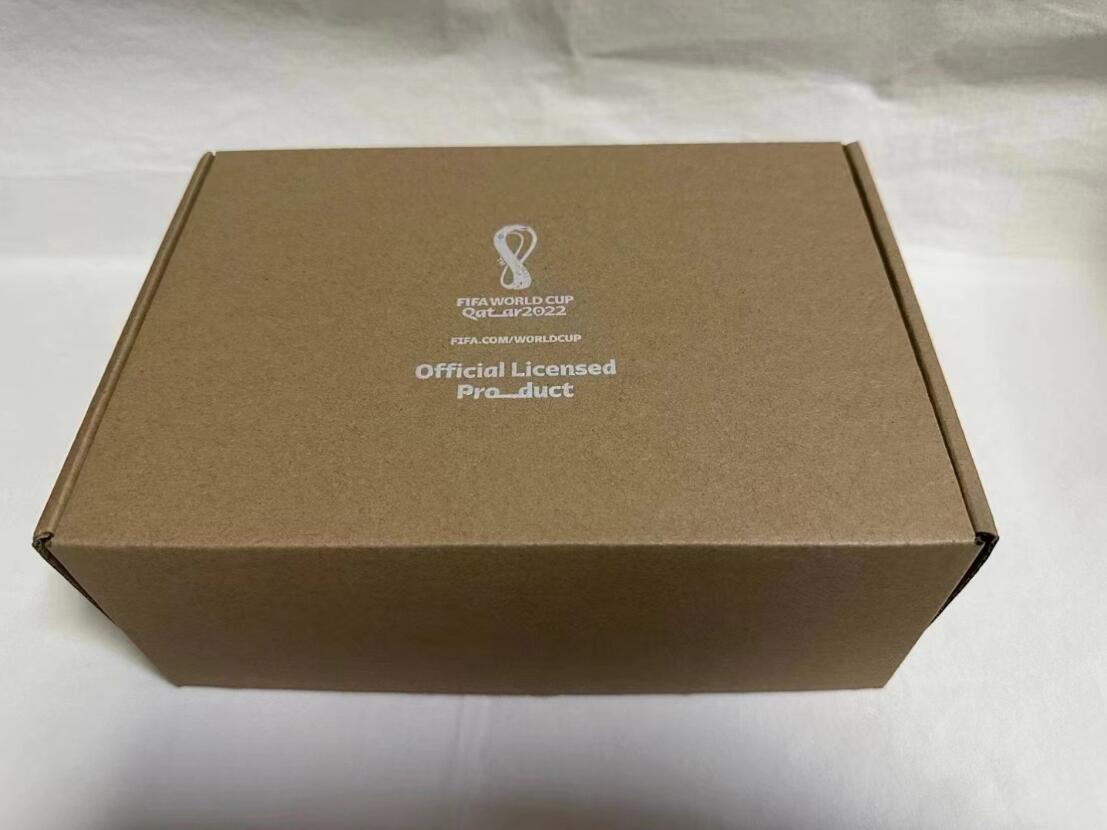 FIFA WORLD CUP
Qatar2022
FIFA.COM/WORLDCUP
Official Licensed
Product